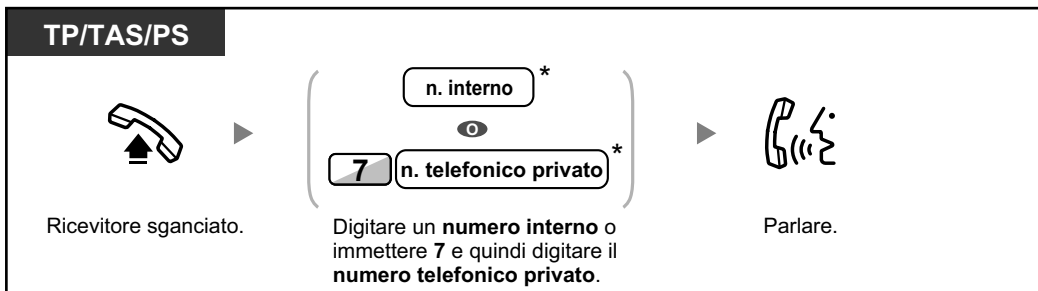 TP/TAS/PS
n. interno*
O
7 n. telefonico privato*
Ricevitore sganciato.
Digitare un numero interno o
immettere 7 e quindi digitare il
numero telefonico privato.
Parlare.